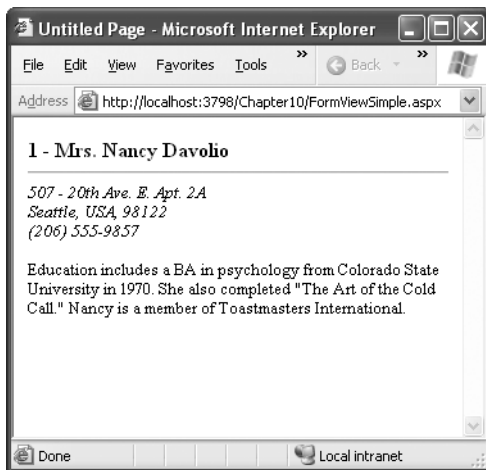 Untitled Page - Microsoft Internet Explorer
File Edit View Favorites Tools » Back »
Address http://localhost:3798/Chapter10/FormViewSimple.aspx
1 - Mrs. Nancy Davolio
507 - 20th Ave. E. Apt. 2A
Seattle, USA, 98122
(206) 555-9857
Education includes a BA in psychology from Colorado State
University in 1970. She also completed "The Art of the Cold
Call." Nancy is a member of Toastmasters International.
Done Local intranet